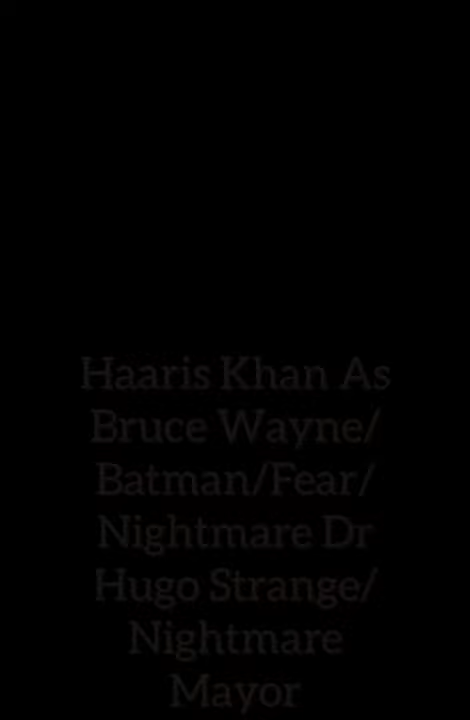 Haaris Khan As
Bruce Wayne/
Batman/Fear/
Nightmare Dr
Hugo Strange/
Nightmare
Mayor